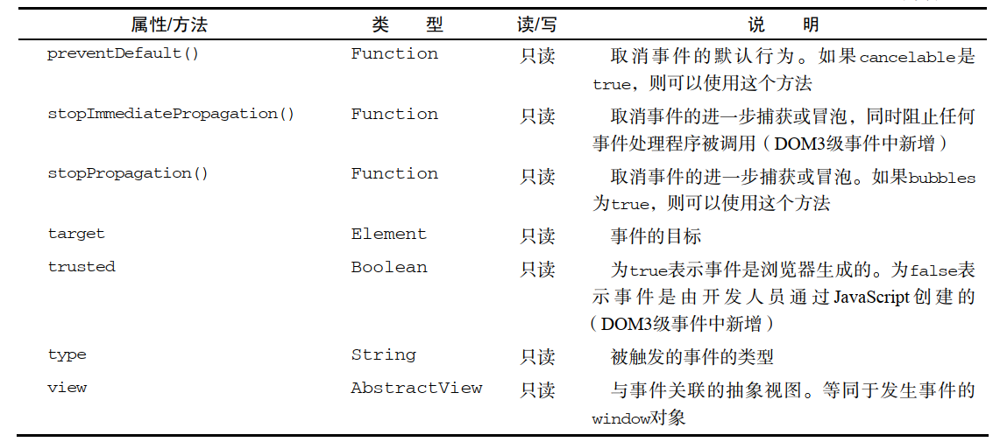 属性/方法 类 型 读/写 说 明
preventDefault() Function 只读 取消事件的默认行为。如果cancelable是
true，则可以使用这个方法
stopImmediatePropagation() Function 只读 取消事件的进一步捕获或冒泡，同时阻止任何
事件处理程序被调用（DOM3级事件中新增）
stopPropagation() Function 只读 取消事件的进一步捕获或冒泡。如果bubbles
为true，则可以使用这个方法
target Element 只读 事件的目标
trusted Boolean 只读 为true表示事件是浏览器生成的。为false表
示事件是由开发人员通过JavaScript创建的
（DOM3级事件中新增）
type String 只读 被触发的事件的类型
view AbstractView 只读 与事件关联的抽象视图。等同于发生事件的
window对象